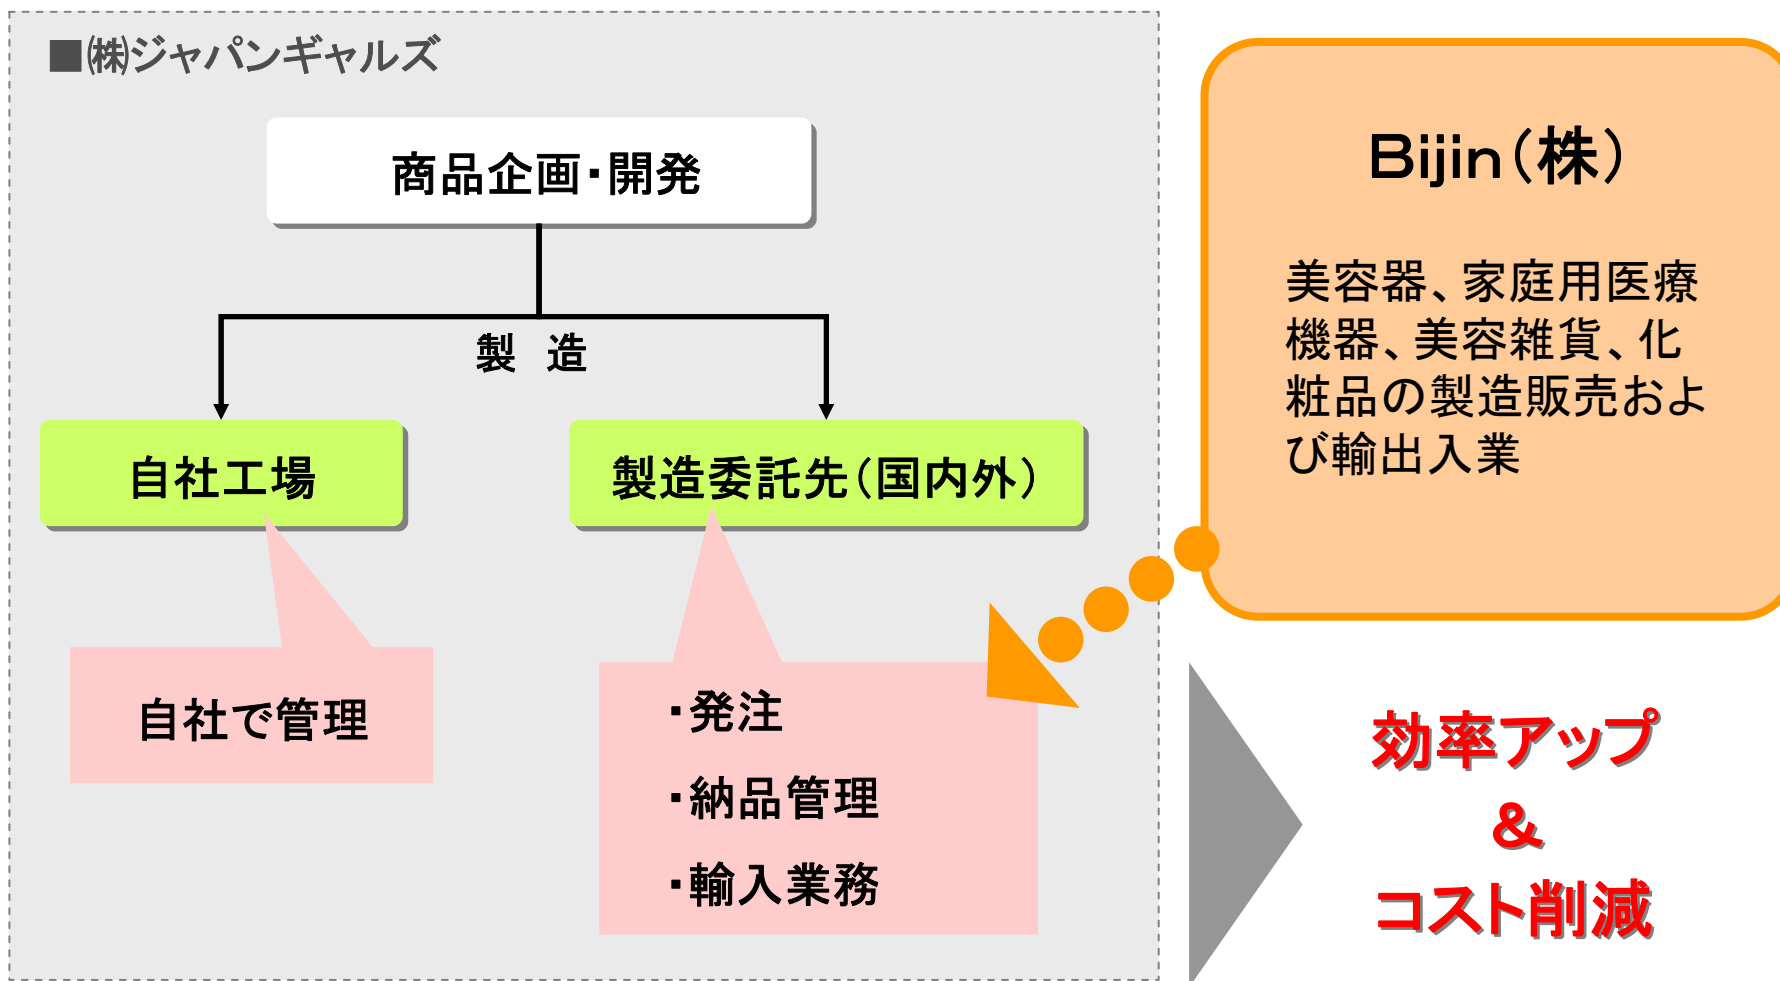 ■㈱ジャパンギャルズ
商品企画・開発
製　造
自社工場
製造委託先（国内外）
自社で管理
・発注
・納品管理
・輸入業務
Bijin（株）
美容器、家庭用医療
機器、美容雑貨、化
粧品の製造販売およ
び輸出入業
効率アップ
＆
コスト削減